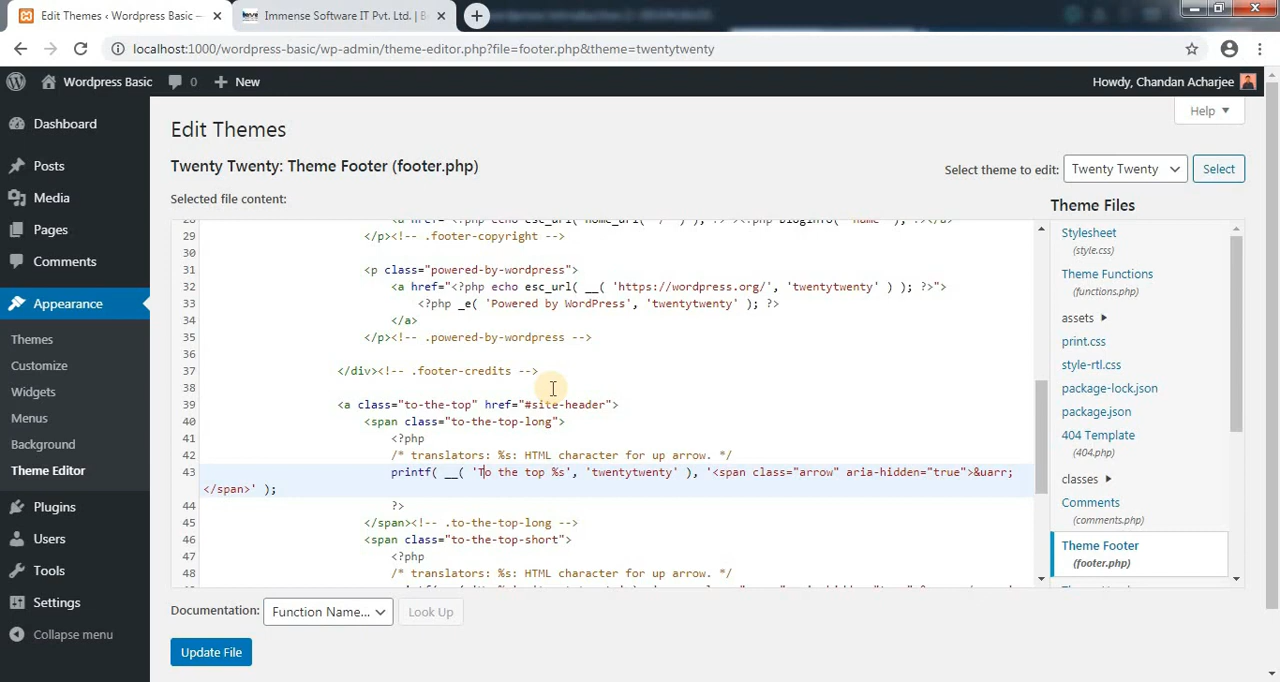 Edit Themes ‹ Wordpress Basic —
Immense Software IT Pvt. Ltd. | B
localhost:1000/wordpress-basic/wp-admin/theme-editor.php?file=footer.php&theme=twentytwenty
Wordpress Basic
0
New
Howdy, Chandan Acharjee
Help
Dashboard
Posts
Media
Pages
Comments
Appearance
Themes
Customize
Widgets
Menus
Background
Theme Editor
Plugins
Users
Tools
Settings
Collapse menu
Edit Themes
Twenty Twenty: Theme Footer (footer.php)
Select theme to edit: Twenty Twenty Select
Selected file content:
28 <a href="<?php echo esc_url( home_url( '/' ) ); ?>"><?php bloginfo( 'name' ); ?></a>
29 </p><!-- .footer-copyright -->
30
31 <p class="powered-by-wordpress">
32 <a href="<?php echo esc_url( __( 'https://wordpress.org/', 'twentytwenty' ) ); ?>">
33 <?php _e( 'Powered by WordPress', 'twentytwenty' ); ?>
34 </a>
35 </p><!-- .powered-by-wordpress -->
36
37 </div><!-- .footer-credits -->
38
39 <a class="to-the-top" href="#site-header">
40 <span class="to-the-top-long">
41 <?php
42 /* translators: %s: HTML character for up arrow. */
43 printf( __( 'To the top %s', 'twentytwenty' ), '<span class="arrow" aria-hidden="true">&uarr;
</span>' );
44 ?>
45 </span><!-- .to-the-top-long -->
46 <span class="to-the-top-short">
47 <?php
48 /* translators: %s: HTML character for up arrow. */
Documentation: Function Name... Look Up
Update File
Theme Files
Stylesheet
(style.css)
Theme Functions
(functions.php)
assets
print.css
style-rtl.css
package-lock.json
package.json
404 Template
(404.php)
classes
Comments
(comments.php)
Theme Footer
(footer.php)